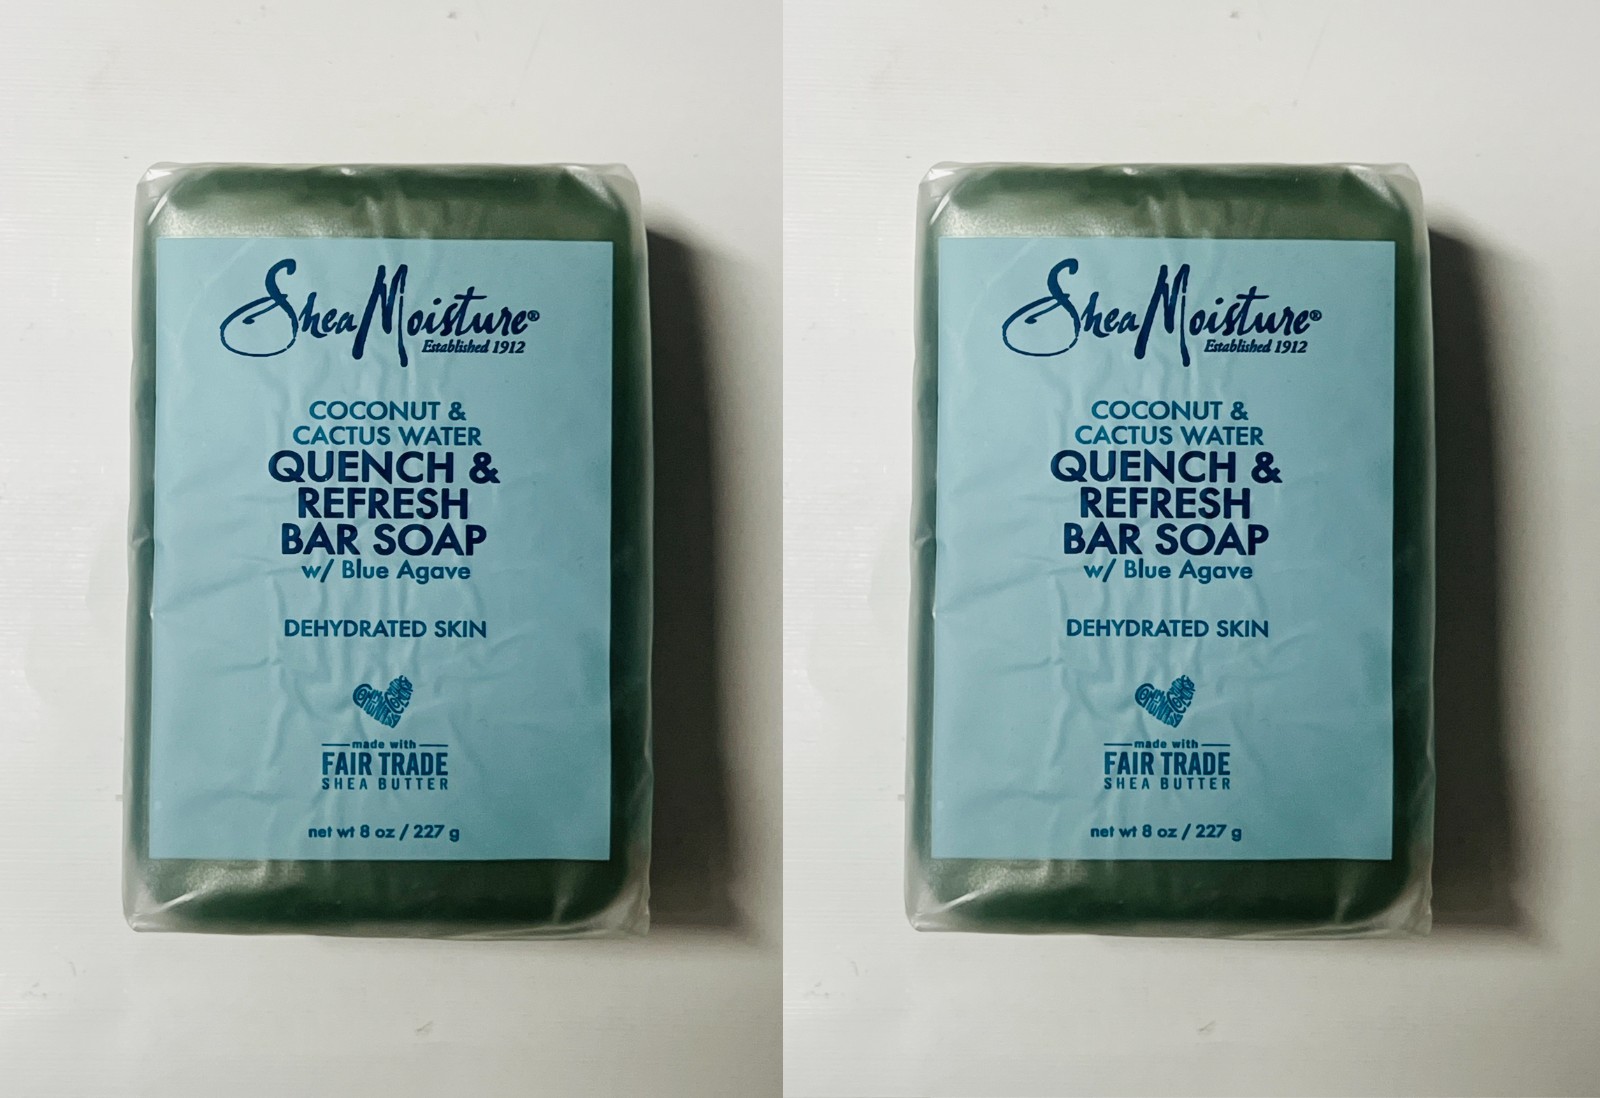 SheaMoisture®
Established 1912
COCONUT &
CACTUS WATER
QUENCH &
REFRESH
BAR SOAP
w/ Blue Agave
DEHYDRATED SKIN
made with
FAIR TRADE
SHEA BUTTER
net wt 8 oz / 227 g
SheaMoisture®
Established 1912
COCONUT &
CACTUS WATER
QUENCH &
REFRESH
BAR SOAP
w/ Blue Agave
DEHYDRATED SKIN
made with
FAIR TRADE
SHEA BUTTER
net wt 8 oz / 227 g